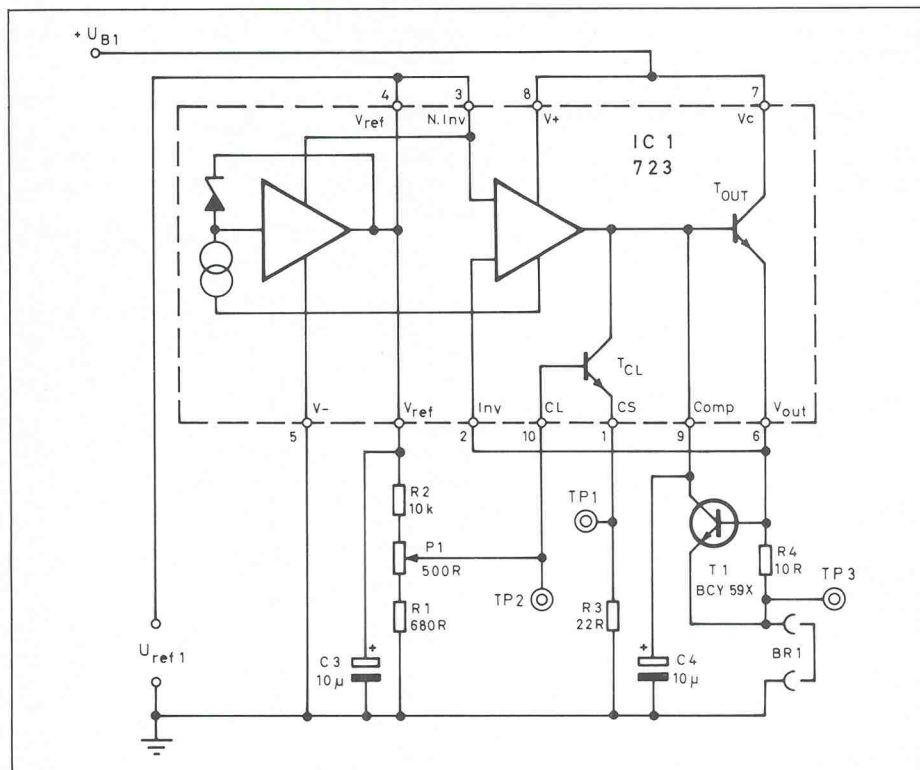 + U_B1
4
3
8
7
V_ref
N.Inv
V+
Vc
IC 1
723
T_OUT
T_CL
V-
V_ref
Inv
CL
CS
Comp
V_out
5
2
10
1
9
6
R2
10k
P1
500R
R1
680R
TP1
TP2
R3
22R
T1
BCY 59X
R4
10R
TP3
BR1
U_ref 1
+
C3
10µ
+
C4
10µ